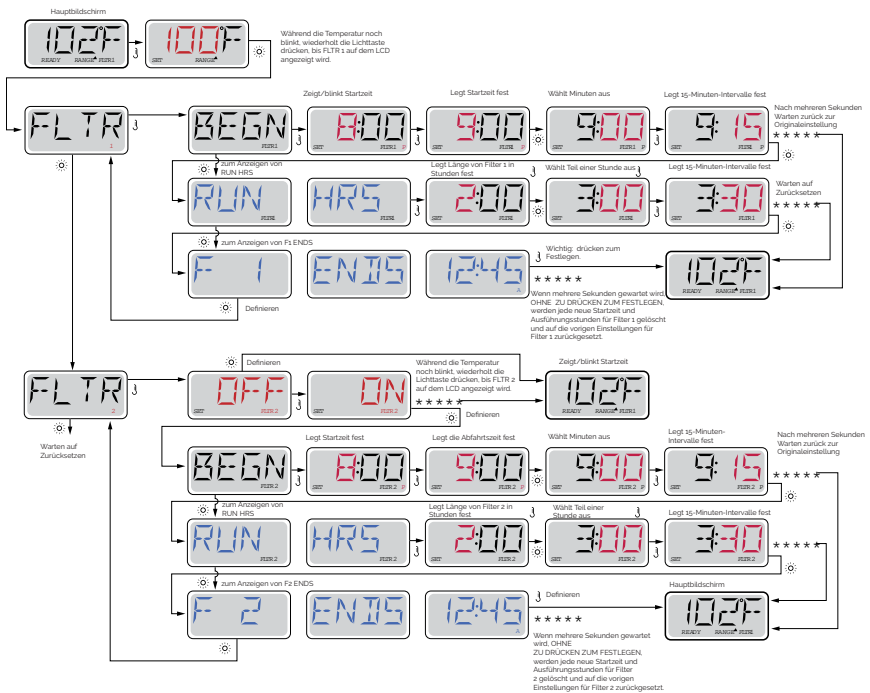 Hauptbildschirm
102°F
READY RANGE FLTR1
100°F
SET RANGE
Während die Temperatur noch
blinkt, wiederholt die Lichttaste
drücken, bis FLTR 1 auf dem LCD
angezeigt wird.
Zeigt/blinkt Startzeit
Legt Startzeit fest
Wählt Minuten aus
Legt 15-Minuten-Intervalle fest
Nach mehreren Sekunden
Warten zurück zur
Originaleinstellung
* * * * *
FLTR
1
BEGN
FLTR1
8:00
SET FLTR1 P
9:00
SET FLTR1 P
9:00
SET FLTR1 P
9:15
SET FLTR1 P
zum Anzeigen von
RUN HRS
Legt Länge von Filter 1 in
Stunden fest
Wählt Teil einer Stunde aus
Legt 15-Minuten-Intervalle fest
Warten auf
Zurücksetzen
* * * * *
RUN
FLTR1
HRS
2:00
SET FLTR1
3:00
SET FLTR1
3:30
SET FLTR1
zum Anzeigen von F1 ENDS
F 1
ENDS
12:45
A
Wichtig: drücken zum
Festlegen.
* * * * *
102°F
READY RANGE FLTR1
Definieren
Wenn mehrere Sekunden gewartet wird,
OHNE ZU DRÜCKEN ZUM FESTLEGEN,
werden jede neue Startzeit und
Ausführungsstunden für Filter 1 gelöscht
und auf die vorigen Einstellungen für
Filter 1 zurückgesetzt.
Definieren
Während die Temperatur
noch blinkt, wiederholt die
Lichttaste drücken, bis FLTR 2
auf dem LCD angezeigt wird.
* * * * *
Zeigt/blinkt Startzeit
FLTR
2
OFF
SET FLTR2
ON
SET FLTR2
102°F
READY RANGE FLTR1
Definieren
Warten auf
Zurücksetzen
Legt Startzeit fest
Legt die Abfahrtszeit fest
Wählt Minuten aus
Legt 15-Minuten-
Intervalle fest
Nach mehreren Sekunden
Warten zurück zur
Originaleinstellung
* * * * *
BEGN
FLTR2
8:00
SET FLTR2 P
9:00
FLTR2 P
9:00
SET FLTR2 P
9:15
SET FLTR2 P
zum Anzeigen von
RUN HRS
Legt Länge von Filter 2 in
Stunden fest
Wählt Teil einer
Stunde aus
Legt 15-Minuten-Intervalle fest
* * * * *
RUN
FLTR2
HRS
2:00
SET FLTR2
3:00
SET FLTR2
3:30
SET FLTR2
zum Anzeigen von F2 ENDS
F 2
ENDS
12:45
A
Definieren
* * * * *
Hauptbildschirm
102°F
READY RANGE FLTR1
Wenn mehrere Sekunden gewartet
wird, OHNE
ZU DRÜCKEN ZUM FESTLEGEN,
werden jede neue Startzeit und
Ausführungsstunden für Filter
2 gelöscht und auf die vorigen
Einstellungen für Filter 2 zurückgesetzt.